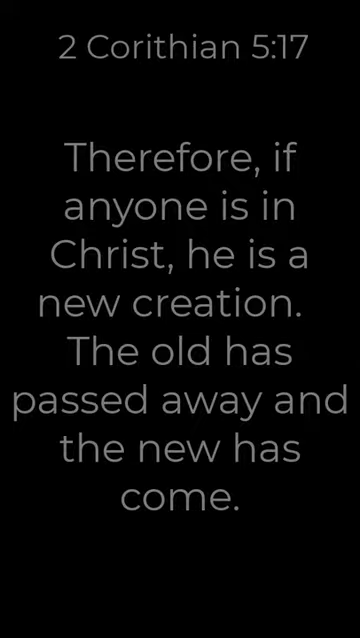 2 Corithian 5:17
Therefore, if
anyone is in
Christ, he is a
new creation.
The old has
passed away and
the new has
come.